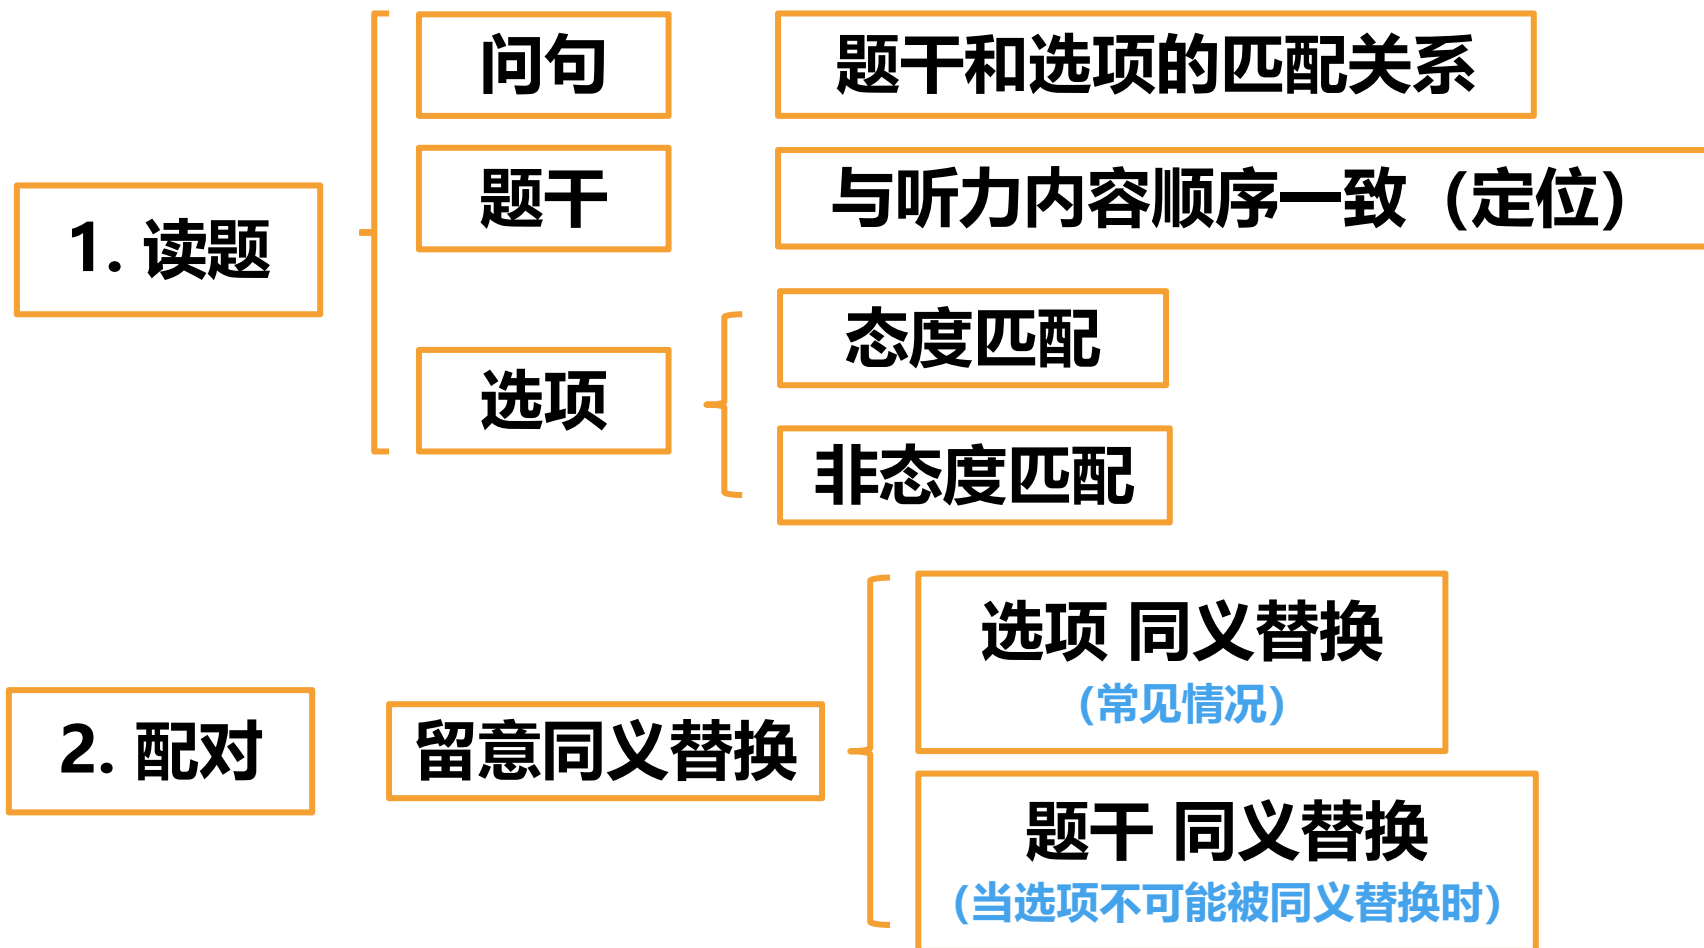 1. 读题
问句
题干和选项的匹配关系
题干
与听力内容顺序一致（定位）
选项
态度匹配
非态度匹配
2. 配对
留意同义替换
选项 同义替换
(常见情况)
题干 同义替换
(当选项不可能被同义替换时)